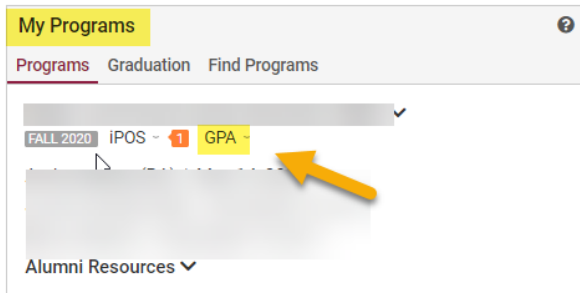 My Programs
Programs Graduation Find Programs
FALL 2020 iPOS 1 GPA
Alumni Resources